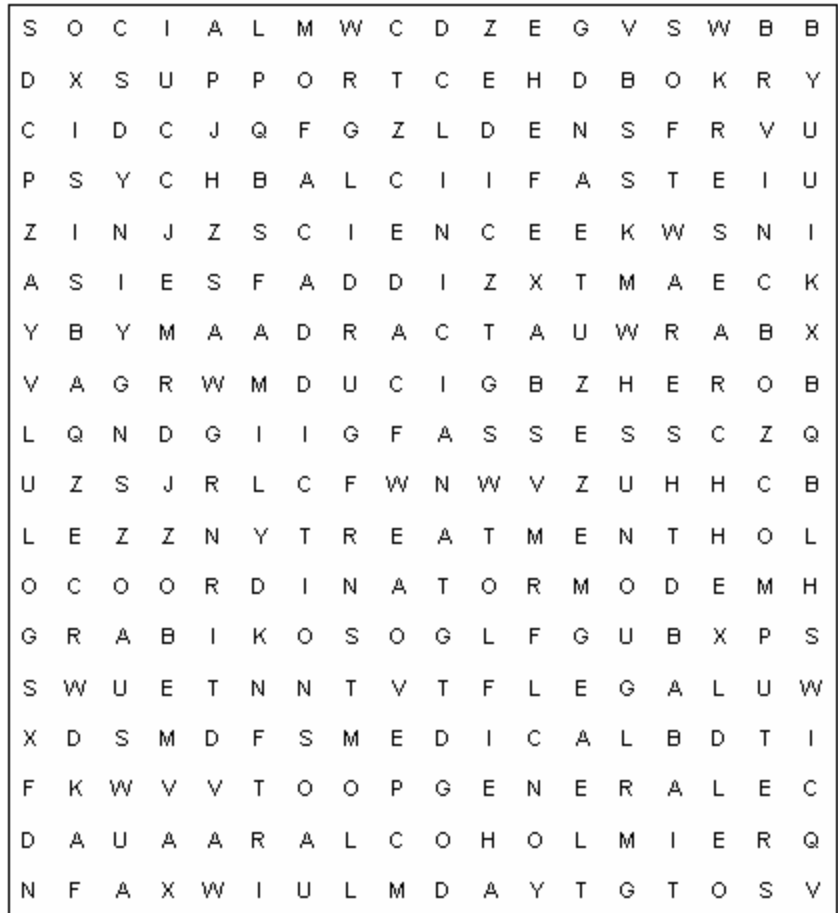 S O C I A L M W C D Z E G V S W B B
D X S U P P O R T C E H D B O K R Y
C I D C J Q F G Z L D E N S F R V U
P S Y C H B A L C I I F A S T E I U
Z I N J Z S C I E N C E E K W S N I
A S I E S F A D D I Z X T M A E C K
Y B Y M A A D R A C T A U W R A B X
V A G R W M D U C I G B Z H E R O B
L Q N D G I I G F A S S E S S C Z Q
U Z S J R L C F W N W V Z U H H C B
L E Z Z N Y T R E A T M E N T H O L
O C O O R D I N A T O R M O D E M H
G R A B I K O S O G L F G U B X P S
S W U E T N N T V T F L E G A L U W
X D S M D F S M E D I C A L B D T I
F K W V V T O O P G E N E R A L E C
D A U A A R A L C O H O L M I E R Q
N F A X W I U L M D A Y T G T O S V